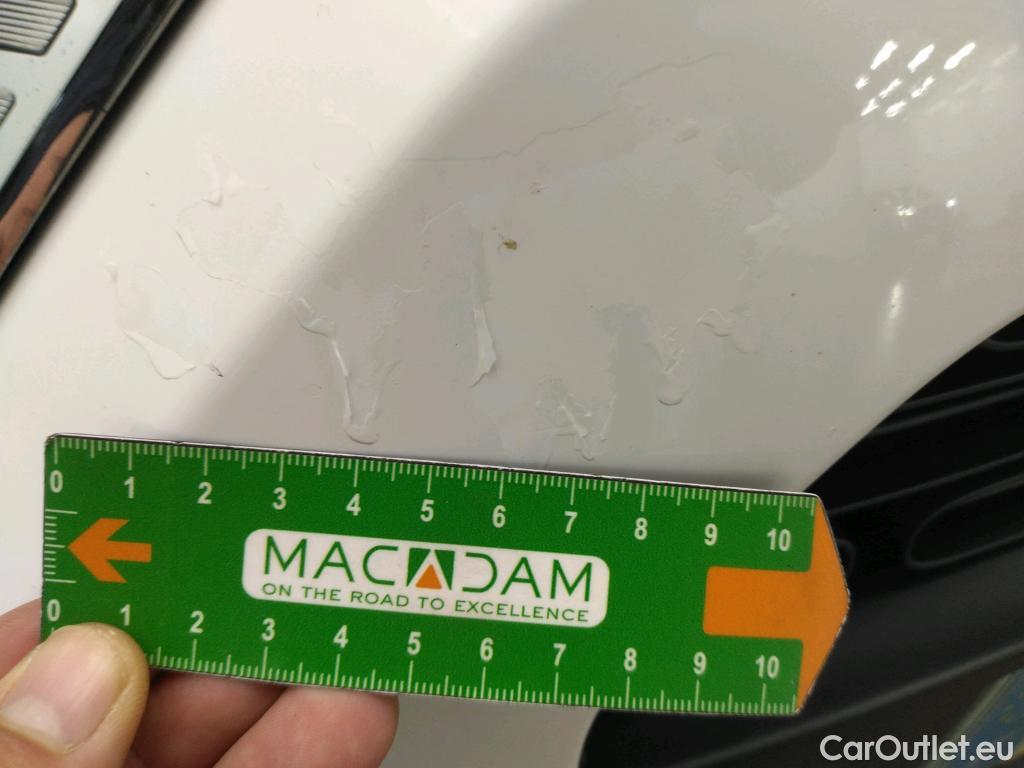 0 1 2 3 4 5 6 7 8 9 10
MACADAM
ON THE ROAD TO EXCELLENCE
0 1 2 3 4 5 6 7 8 9 10
CarOutlet.eu